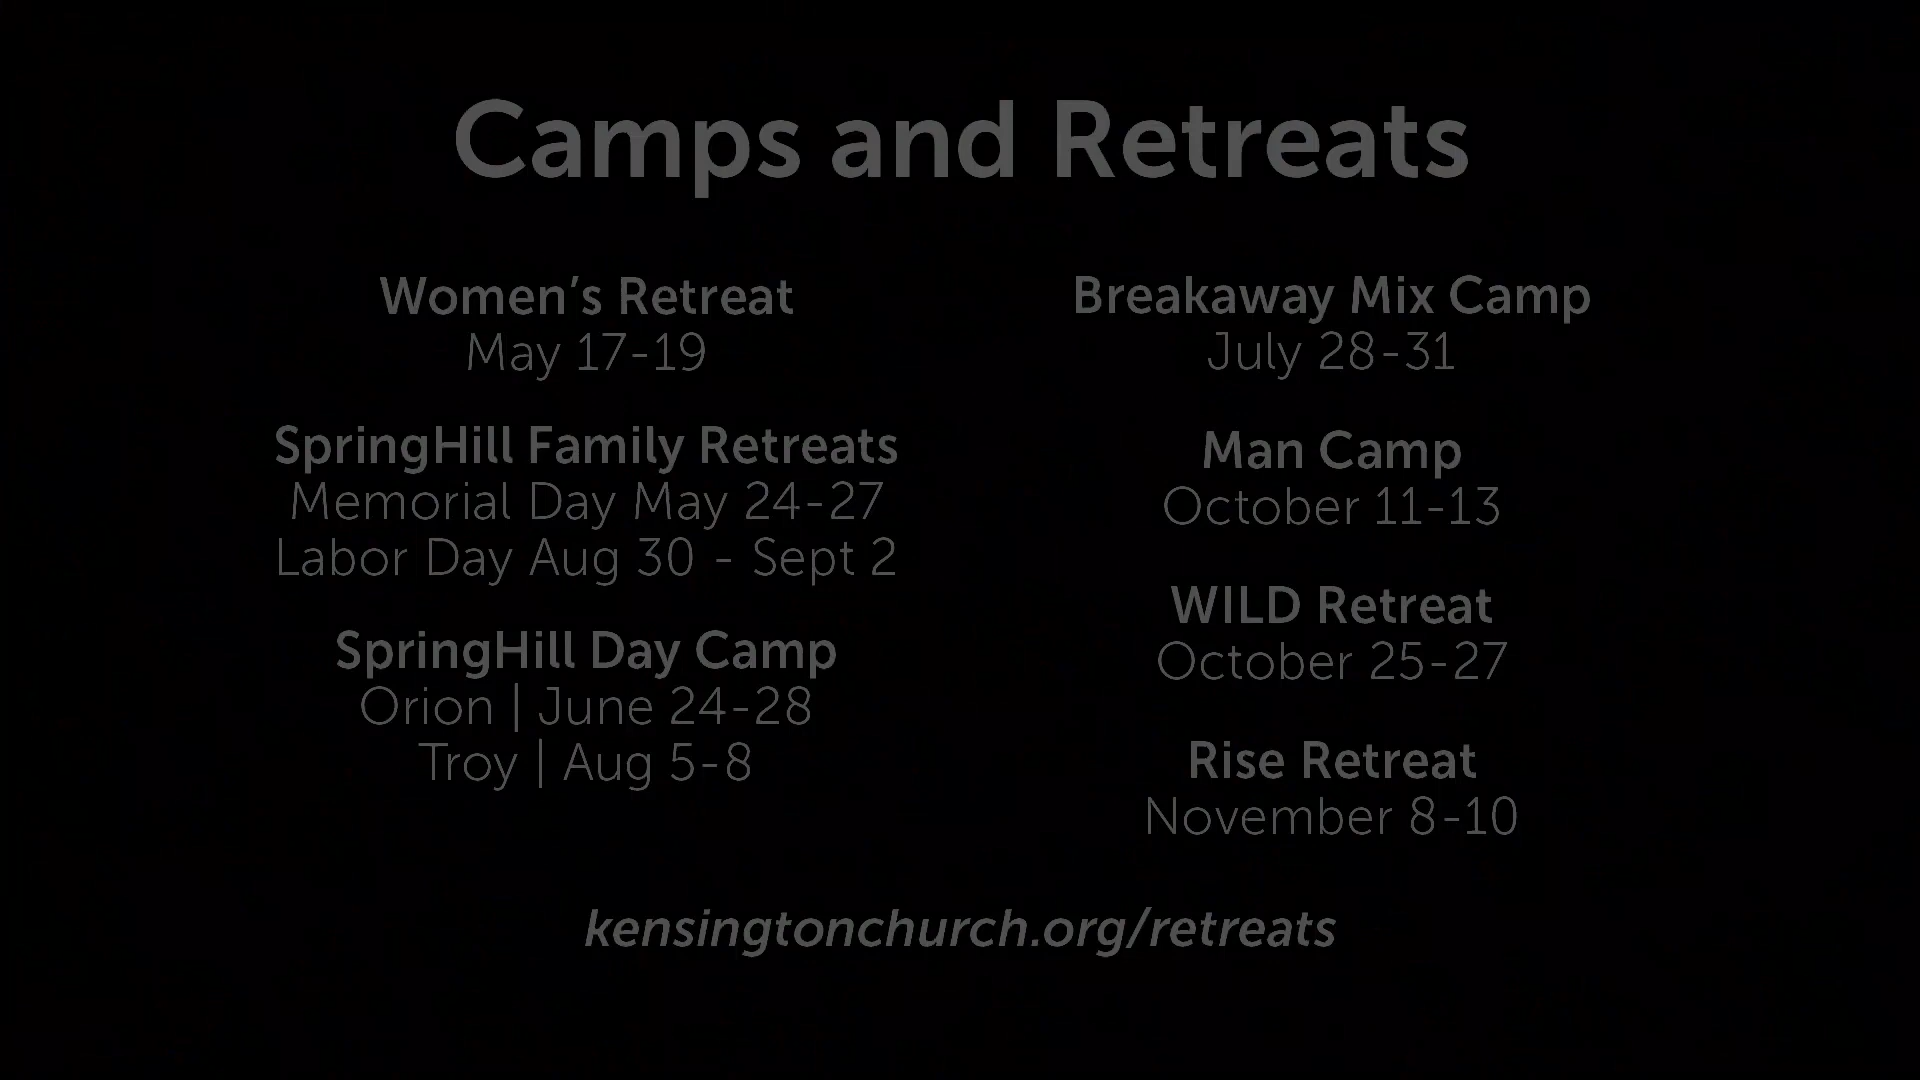 Camps and Retreats
Women’s Retreat
May 17-19
SpringHill Family Retreats
Memorial Day May 24-27
Labor Day Aug 30 - Sept 2
SpringHill Day Camp
Orion | June 24-28
Troy | Aug 5-8
Breakaway Mix Camp
July 28-31
Man Camp
October 11-13
WILD Retreat
October 25-27
Rise Retreat
November 8-10
kensingtonchurch.org/retreats